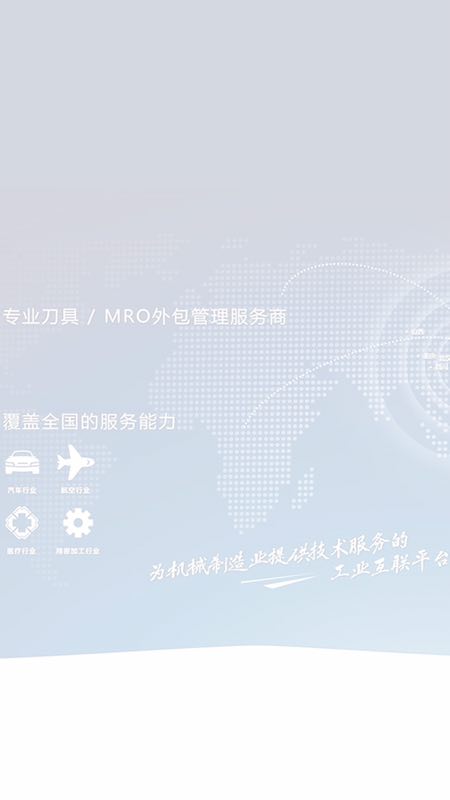 专业刀具 / MRO外包管理服务商
覆盖全国的服务能力
汽车行业 航空行业
医疗行业 精密加工行业
为机械制造业提供技术服务的
工业互联平台